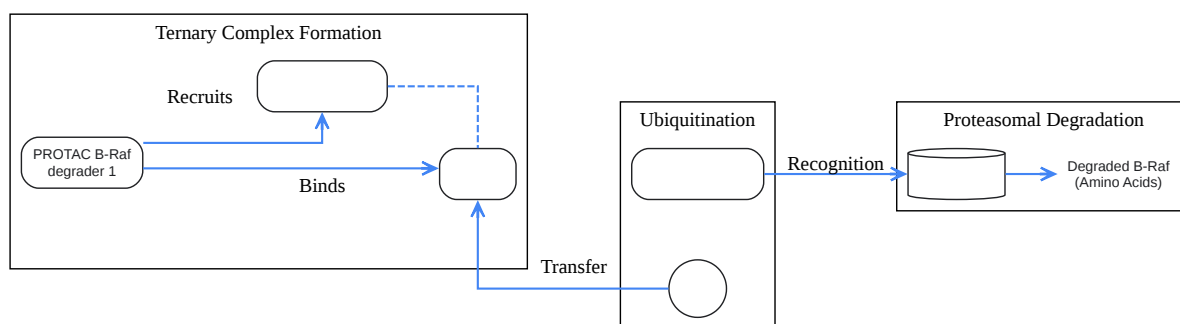 Ternary Complex Formation
Recruits
PROTAC B-Raf
degrader 1
Binds
Transfer
Ubiquitination
Recognition
Proteasomal Degradation
Degraded B-Raf
(Amino Acids)